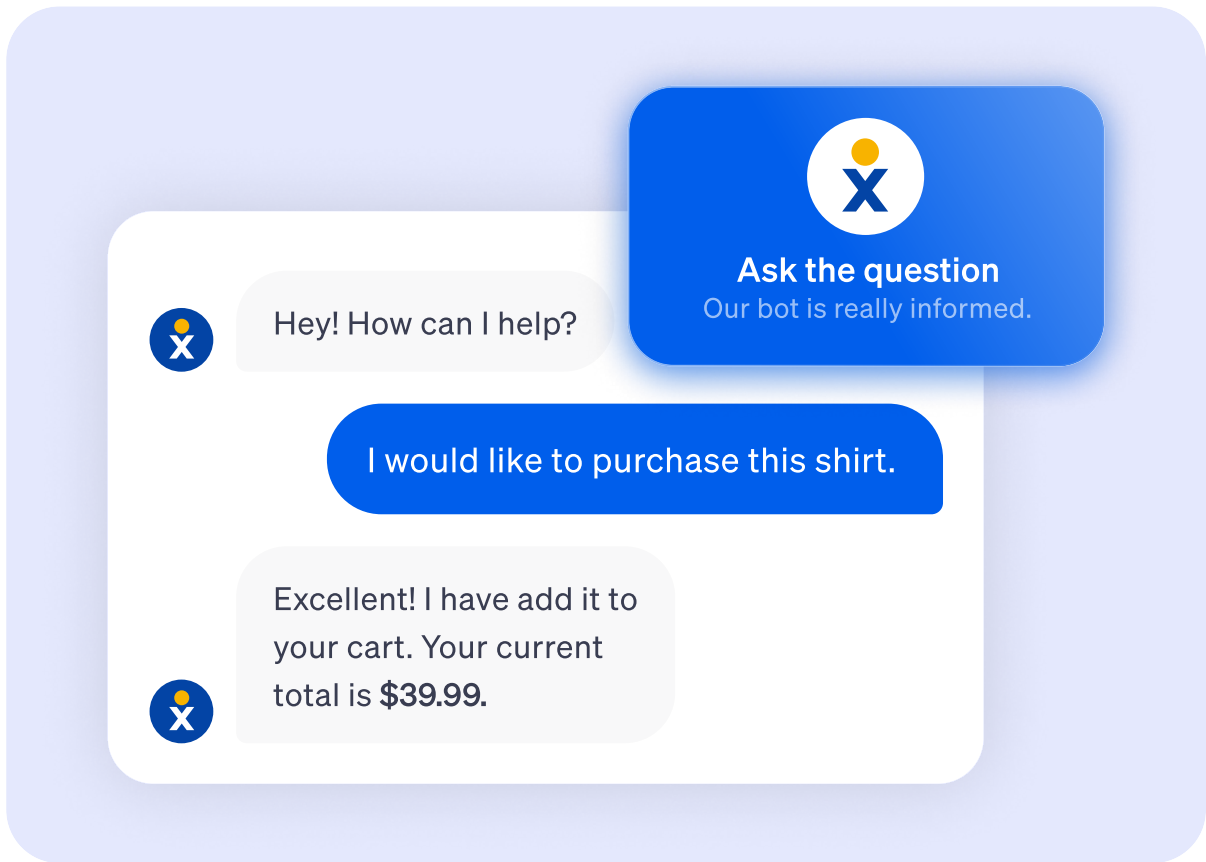 Ask the question
Our bot is really informed.
Hey! How can I help?
I would like to purchase this shirt.
Excellent! I have add it to
your cart. Your current
total is $39.99.